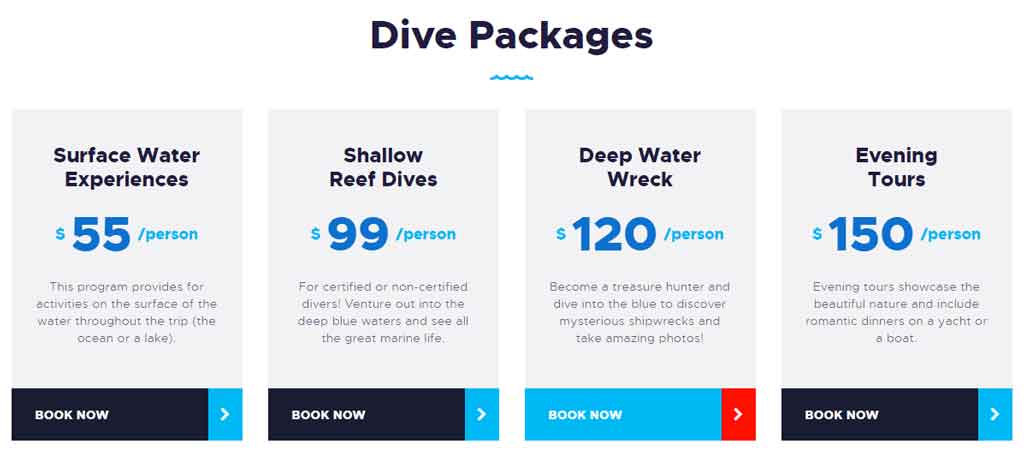 Dive Packages
Surface Water
Experiences
$ 55 /person
This program provides for
activities on the surface of the
water throughout the trip (the
ocean or a lake).
BOOK NOW
Shallow
Reef Dives
$ 99 /person
For certified or non-certified
divers! Venture out into the
deep blue waters and see all
the great marine life.
BOOK NOW
Deep Water
Wreck
$ 120 /person
Become a treasure hunter and
dive into the blue to discover
mysterious shipwrecks and
take amazing photos!
BOOK NOW
Evening
Tours
$ 150 /person
Evening tours showcase the
beautiful nature and include
romantic dinners on a yacht or
a boat.
BOOK NOW